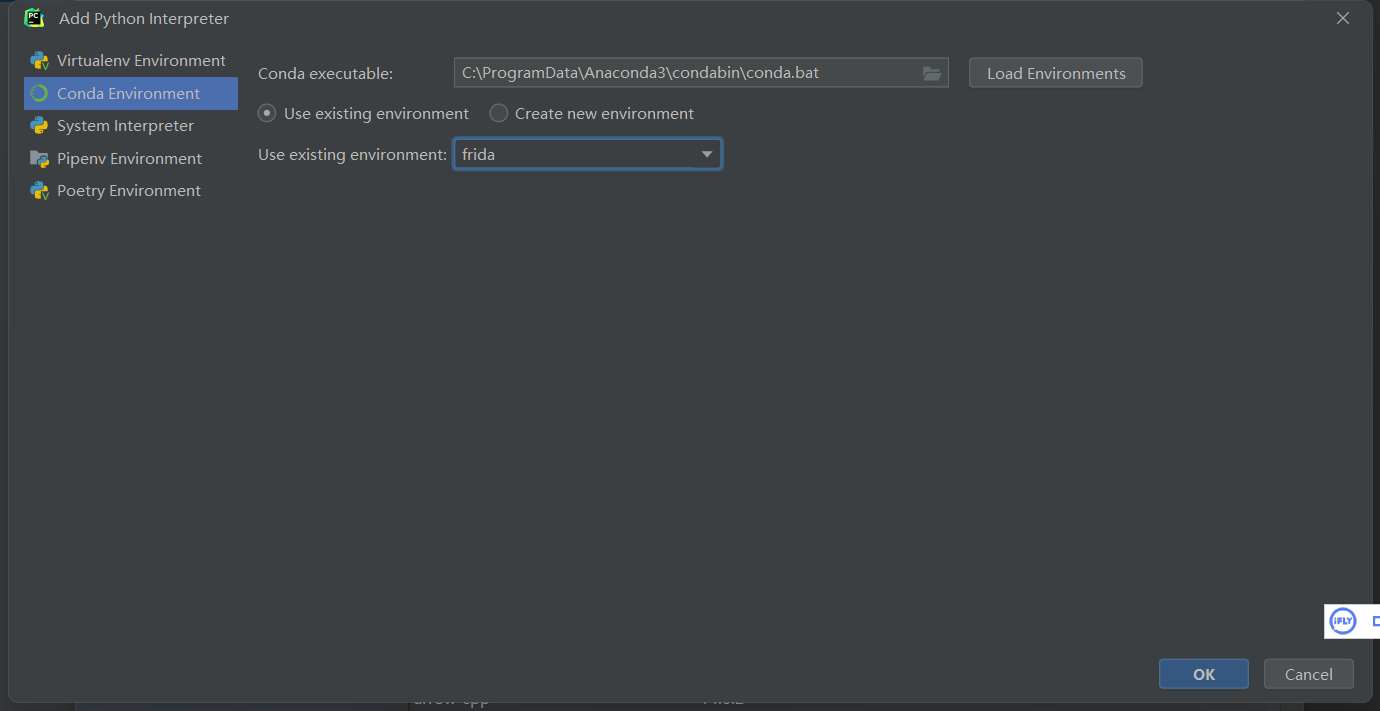 PC
Add Python Interpreter
Virtualenv Environment
Conda Environment
System Interpreter
Pipenv Environment
Poetry Environment
Conda executable:
C:\ProgramData\Anaconda3\condabin\conda.bat
Load Environments
Use existing environment
Create new environment
Use existing environment:
frida
iFLY
OK
Cancel